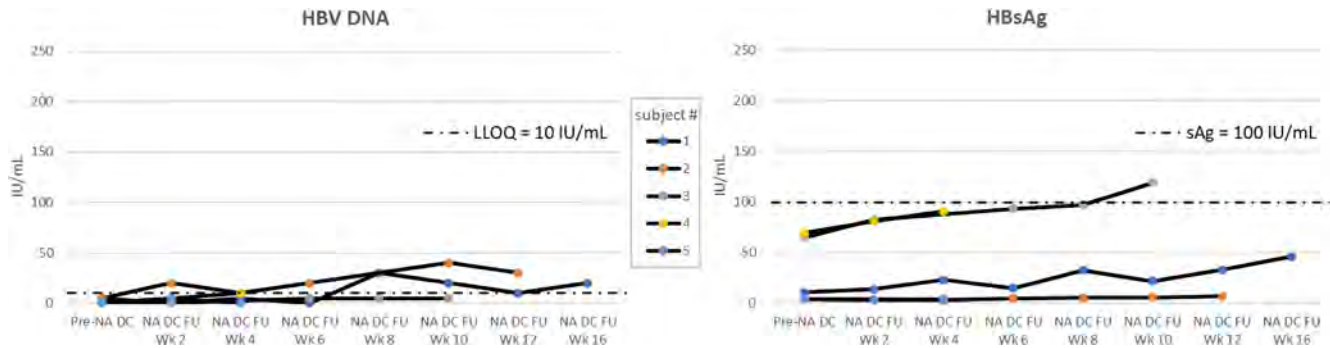 HBV DNA
250
200
150
100
50
0
IU/mL
LLOQ = 10 IU/mL
Pre-NA DC
NA DC FU Wk 2
NA DC FU Wk 4
NA DC FU Wk 6
NA DC FU Wk 8
NA DC FU Wk 10
NA DC FU Wk 12
NA DC FU Wk 16
subject #
1
2
3
4
5
HBsAg
250
200
150
100
50
0
IU/mL
sAg = 100 IU/mL
Pre-NA DC
NA DC FU Wk 2
NA DC FU Wk 4
NA DC FU Wk 6
NA DC FU Wk 8
NA DC FU Wk 10
NA DC FU Wk 12
NA DC FU Wk 16